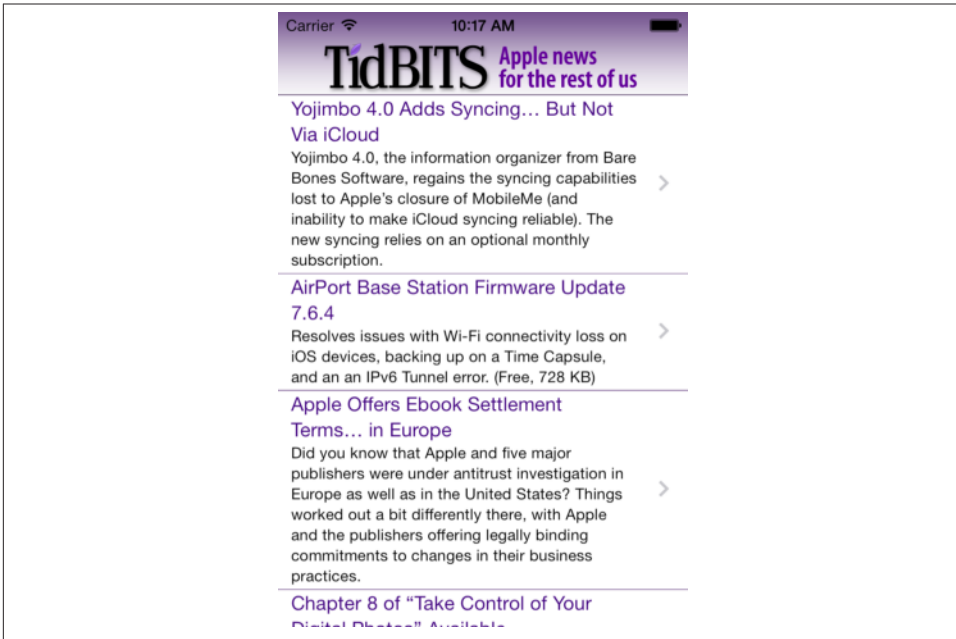 Carrier 10:17 AM
TidBITS Apple news
for the rest of us
Yojimbo 4.0 Adds Syncing… But Not
Via iCloud
Yojimbo 4.0, the information organizer from Bare
Bones Software, regains the syncing capabilities
lost to Apple’s closure of MobileMe (and
inability to make iCloud syncing reliable). The
new syncing relies on an optional monthly
subscription.
AirPort Base Station Firmware Update
7.6.4
Resolves issues with Wi-Fi connectivity loss on
iOS devices, backing up on a Time Capsule,
and an an IPv6 Tunnel error. (Free, 728 KB)
Apple Offers Ebook Settlement
Terms… in Europe
Did you know that Apple and five major
publishers were under antitrust investigation in
Europe as well as in the United States? Things
worked out a bit differently there, with Apple
and the publishers offering legally binding
commitments to changes in their business
practices.
Chapter 8 of “Take Control of Your
Digital Photos” Available